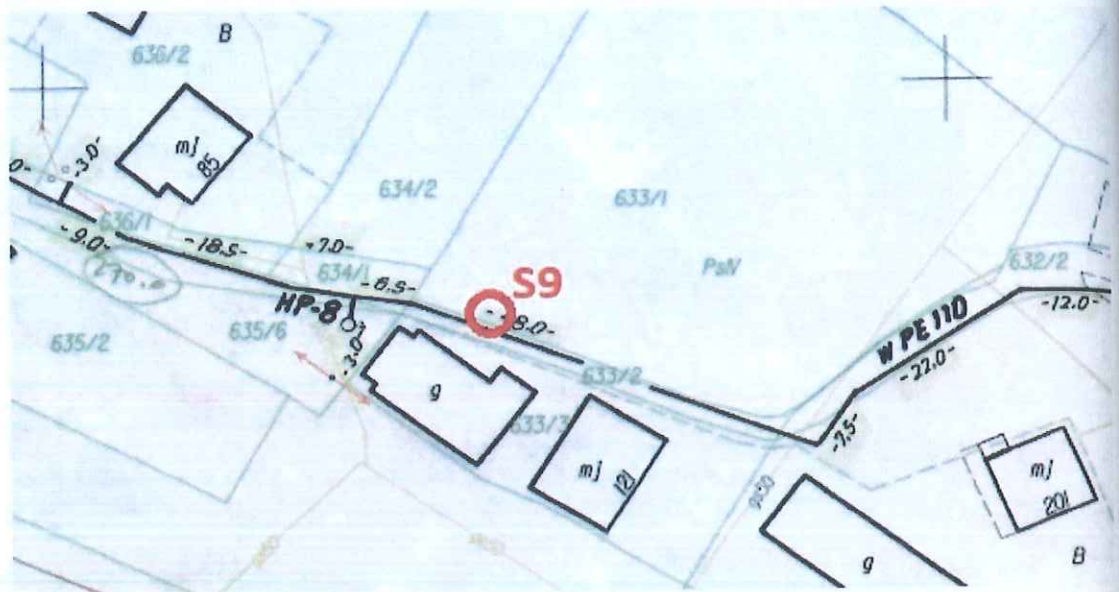 B
636/2
mj
85
-3.0-
0-
634/2
633/1
636/1
-9.0-
-18.5-
-7.0-
634/1
-6.5-
S9
PsIV
632/2
HP-8
8.0-
-12.0-
W PE 110
635/2
635/6
-3.0-
633/2
-22.0-
g
633/3
-7.5-
mj
121
mj
201
g
B